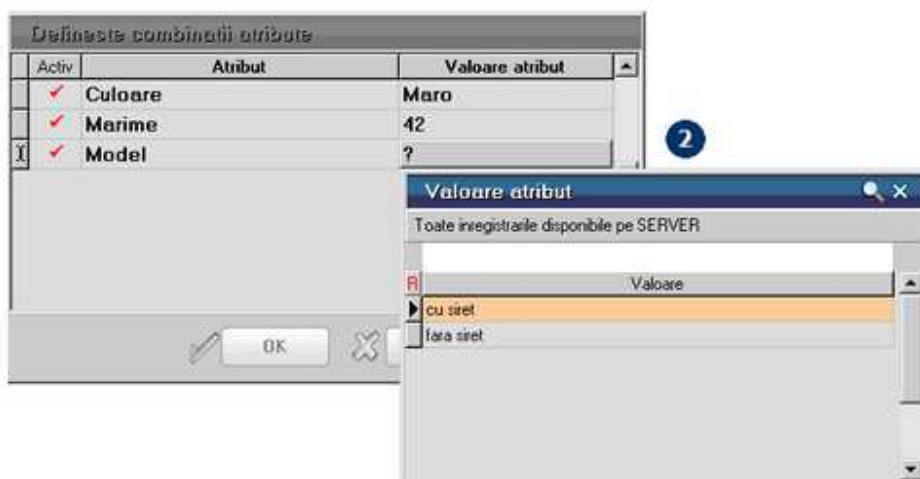 Defineste combinatii atribute
Activ Atribut Valoare atribut
Culoare Maro
Marime 42
Model ?
2
Valoare atribut
Toate inregistrarile disponibile pe SERVER
R Valoare
cu siret
fara siret
OK